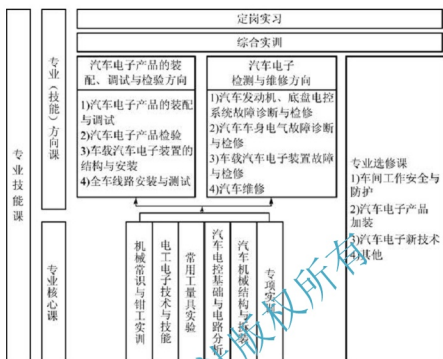 定岗实习
综合实训
专业技能课
专业（技能）方向课
专业核心课
汽车电子产品的装
配、调试与检验方向
1)汽车电子产品的装配
与调试
2)汽车电子产品检验
3)车载汽车电子装置的
结构与安装
4)全车线路安装与测试
汽车电子
检测与维修方向
1)汽车发动机、底盘电控
系统故障诊断与检修
2)汽车车身电气故障诊断
与检修
3)车载汽车电子装置故障
与检修
4)汽车维修
专业选修课
1)车间工作安全与
防护
2)汽车电子产品
加装
3)汽车电子新技术
4)其他
机械常识与钳工实训
电工电子技术与技能
常用工量具实验
汽车电控基础与电路分析
汽车机械结构与拆装
专项实
版权所有